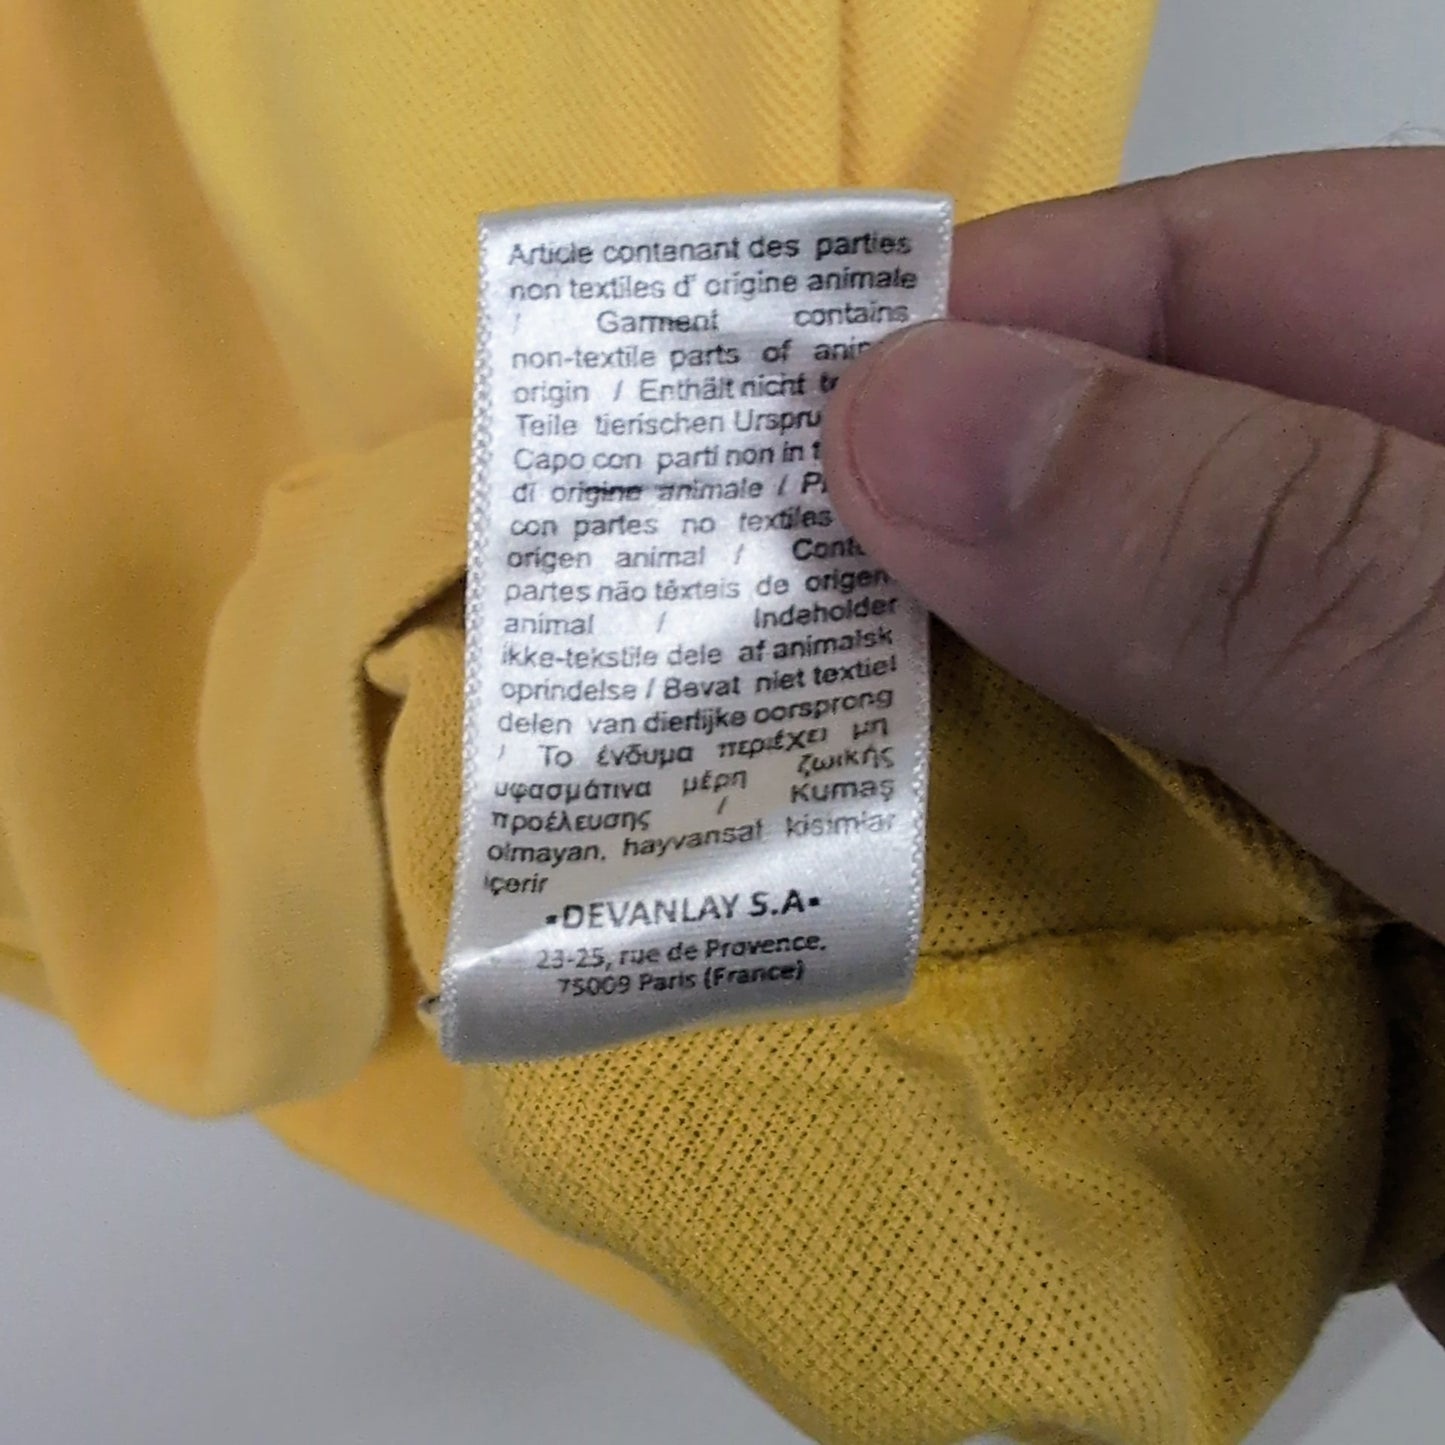 Article contenant des parties
non textiles d' origine animale
/ Garment contains
non-textile parts of
origin / Enthält nicht
Teile tierischen
Capo con parti non in
di origine animale /
con partes no textiles
origen animal /
partes não têxteis de origen
animal / Indeholder
ikke-tekstile dele af animalsk
oprindelse / Bevat niet textiel
delen van dierlijke oorsprong
/ Το ένδυμα περιέχει μη
υφασμάτινα μέρη ζωικής
προέλευσης / Kumaş
olmayan, hayvansal kisimlar
içerir
▪DEVANLAY S.A▪
23-25, rue de Provence,
75009 Paris (France)